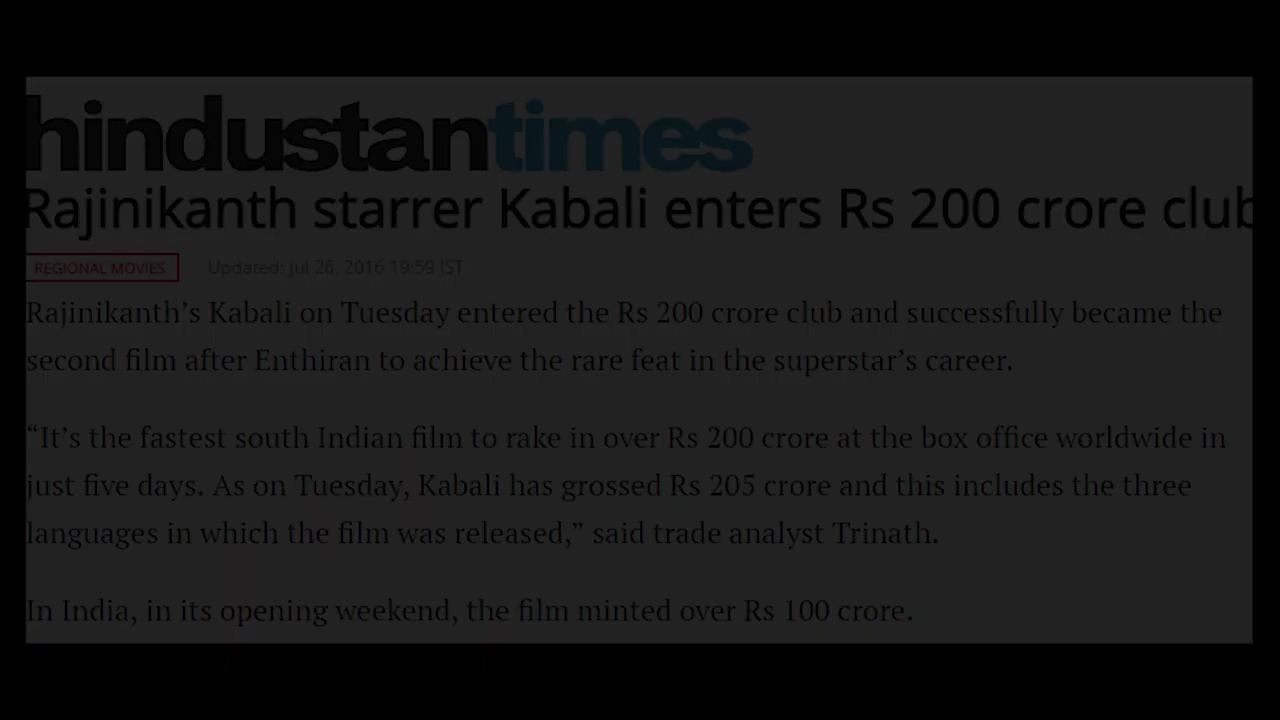 hindustantimes
Rajinikanth starrer Kabali enters Rs 200 crore club
REGIONAL MOVIES Updated: Jul 26, 2016 19:59 IST
Rajinikanth’s Kabali on Tuesday entered the Rs 200 crore club and successfully became the
second film after Enthiran to achieve the rare feat in the superstar’s career.
“It’s the fastest south Indian film to rake in over Rs 200 crore at the box office worldwide in
just five days. As on Tuesday, Kabali has grossed Rs 205 crore and this includes the three
languages in which the film was released,” said trade analyst Trinath.
In India, in its opening weekend, the film minted over Rs 100 crore.